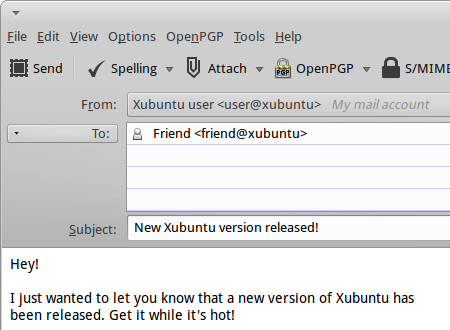 File Edit View Options OpenPGP Tools Help
Send Spelling Attach PGP OpenPGP S/MIME
From: Xubuntu user <user@xubuntu> My mail account
To: Friend <friend@xubuntu>
Subject: New Xubuntu version released!
Hey!
I just wanted to let you know that a new version of Xubuntu has
been released. Get it while it's hot!